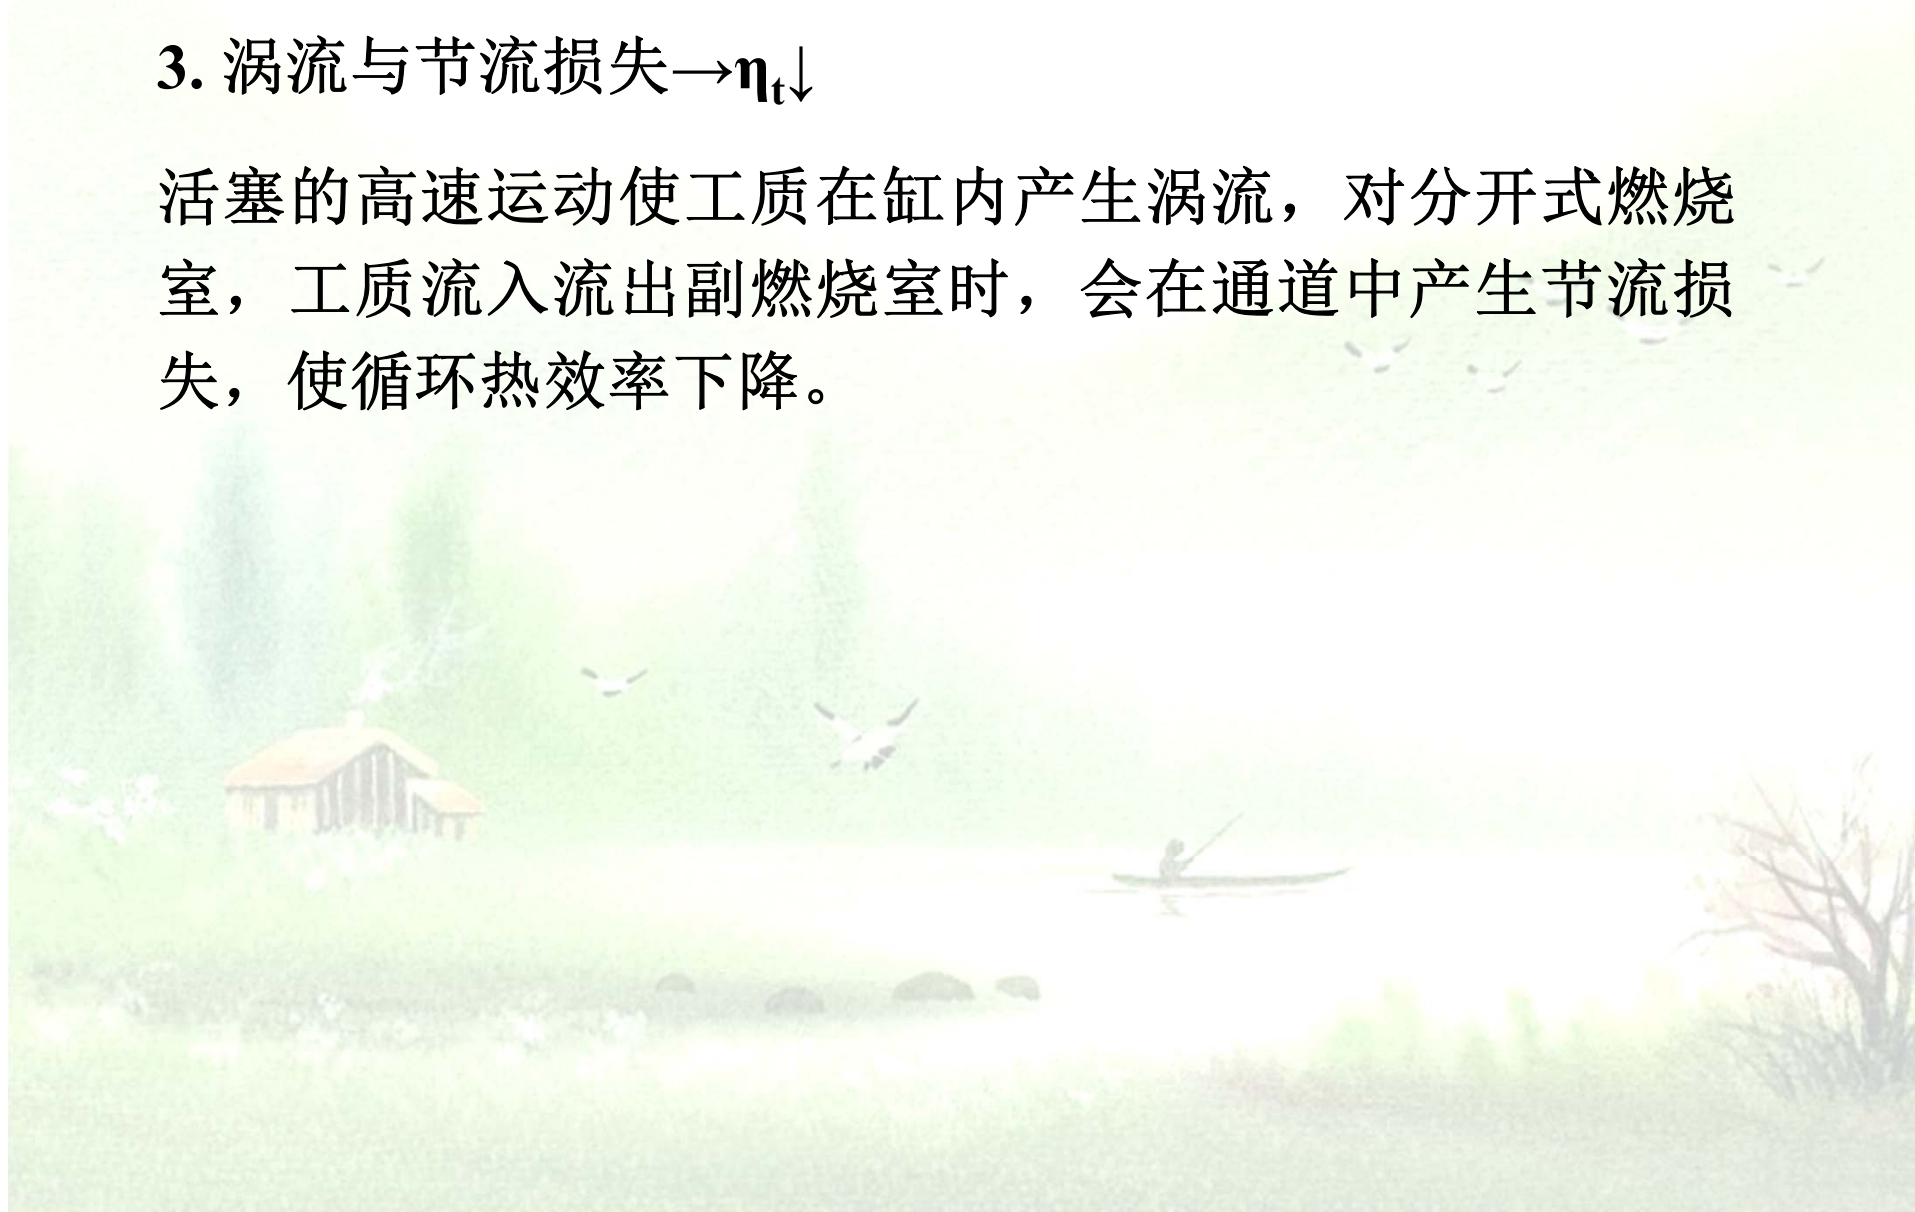 3. 涡流与节流损失→ηt↓
活塞的高速运动使工质在缸内产生涡流，对分开式燃烧
室，工质流入流出副燃烧室时，会在通道中产生节流损
失，使循环热效率下降。